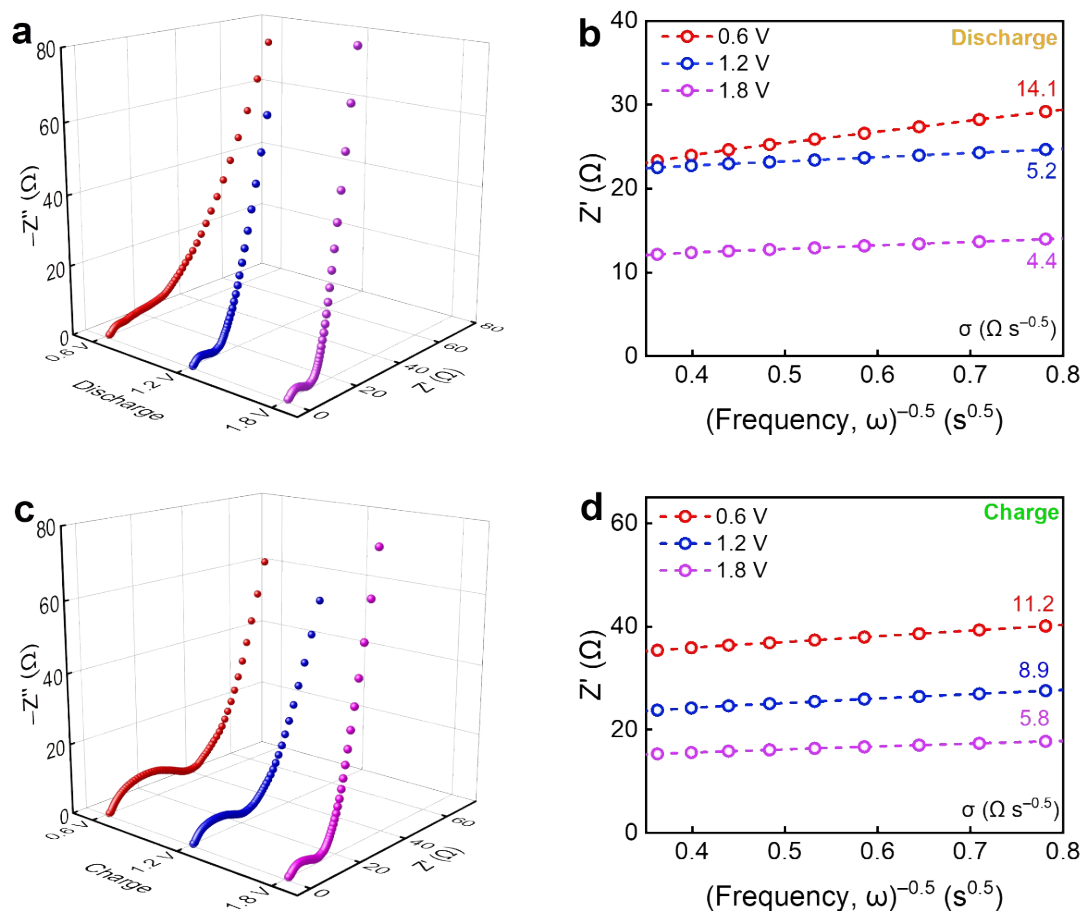 a
80
60
40
20
0
−Z″ (Ω)
0.6 V
1.2 V
1.8 V
Discharge
0
20
40
60
80
Z (Ω)
b
Discharge
0.6 V
1.2 V
1.8 V
14.1
5.2
4.4
σ (Ω s⁻⁰·⁵)
40
30
20
10
0
Z' (Ω)
0.4 0.5 0.6 0.7 0.8
(Frequency, ω)⁻⁰·⁵ (s⁰·⁵)
c
80
60
40
20
0
−Z″ (Ω)
0.6 V
1.2 V
1.8 V
Charge
0
20
40
60
Z' (Ω)
d
Charge
0.6 V
1.2 V
1.8 V
11.2
8.9
5.8
σ (Ω s⁻⁰·⁵)
60
40
20
0
Z' (Ω)
0.4 0.5 0.6 0.7 0.8
(Frequency, ω)⁻⁰·⁵ (s⁰·⁵)